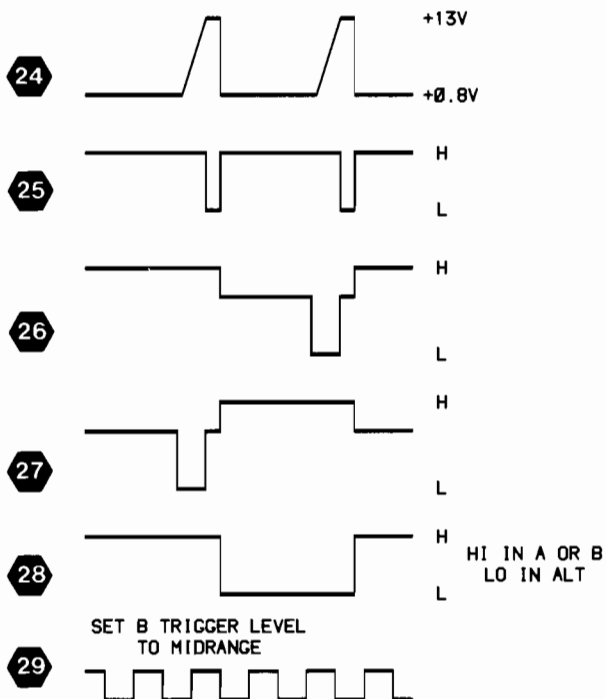 +13V
24
+0.8V
H
25
L
H
26
L
H
27
L
H
HI IN A OR B
28
LO IN ALT
L
SET B TRIGGER LEVEL
TO MIDRANGE
29